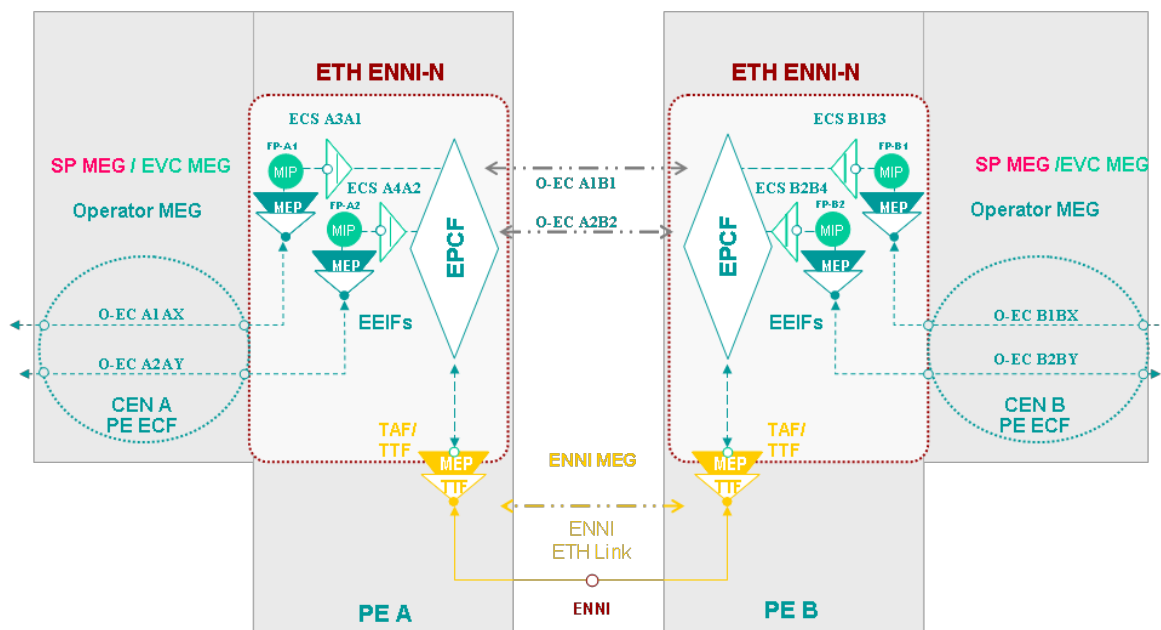 ETH ENNI-N
ETH ENNI-N
ECS A3A1
ECS B1B3
FP-A1
FP-B1
SP MEG / EVC MEG
MIP
MIP
SP MEG /EVC MEG
O-EC A1B1
ECS A4A2
ECS B2B4
MEP
MEP
Operator MEG
FP-A2
FP-B2
Operator MEG
O-EC A2B2
MIP
MIP
EPCF
EPCF
MEP
MEP
O-EC A1AX
EEIFs
EEIFs
O-EC B1BX
O-EC A2AY
O-EC B2BY
CEN A
PE ECF
CEN B
PE ECF
TAF/
TTF
TAF/
TTF
MEP
TTF
ENNI MEG
MEP
TTF
ENNI
ETH Link
PE A
ENNI
PE B